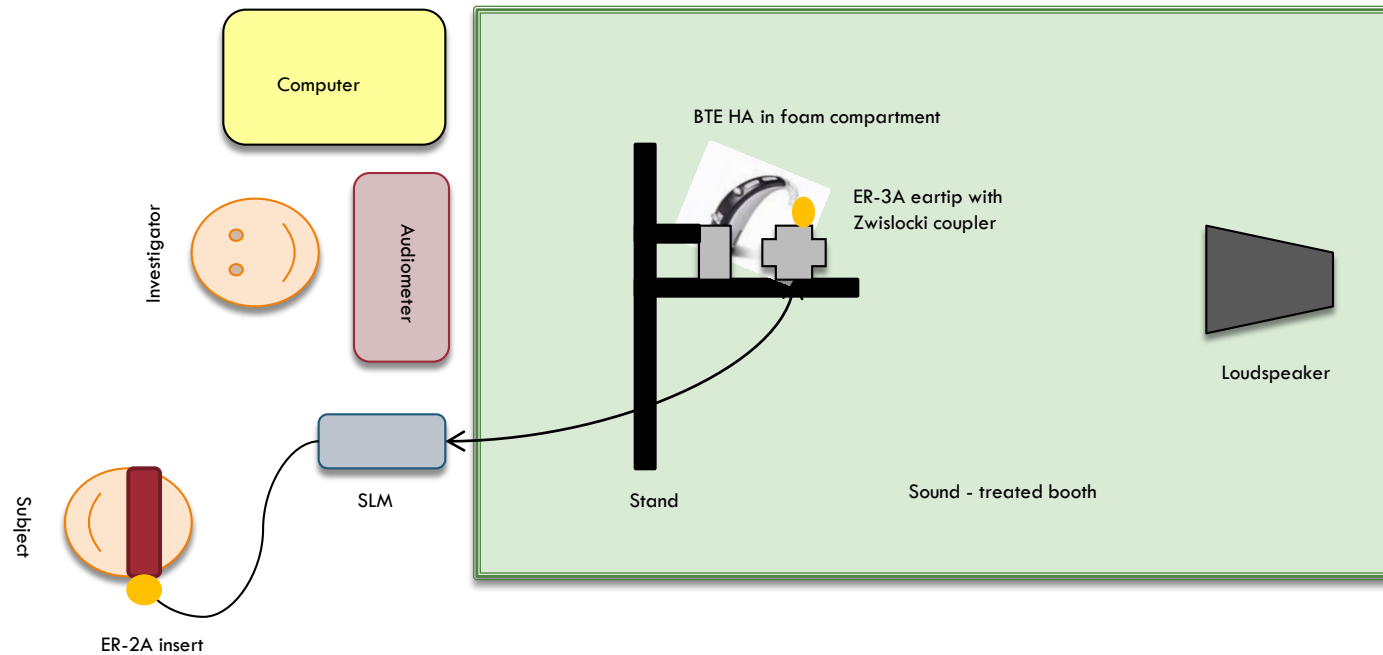 Computer
BTE HA in foam compartment
ER-3A eartip with
Zwislocki coupler
Investigator
Audiometer
Loudspeaker
Subject
SLM
Stand
Sound - treated booth
ER-2A insert